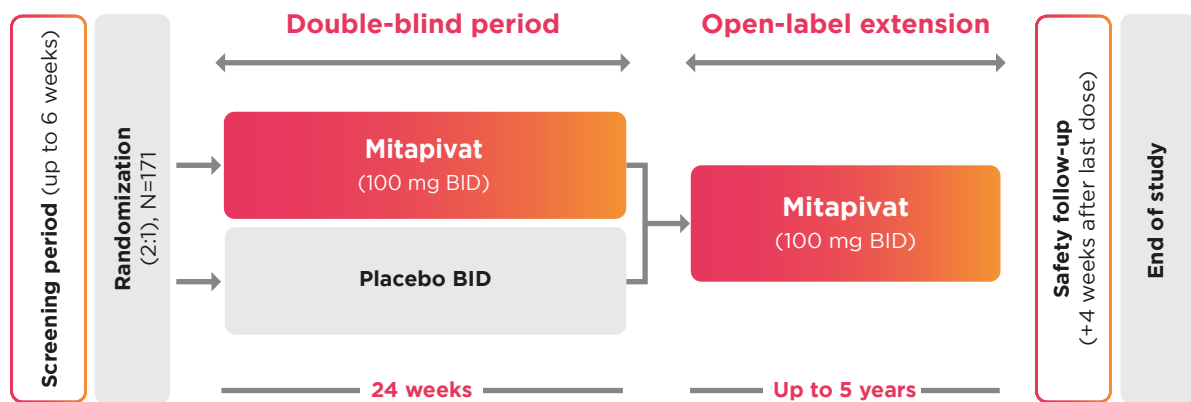 Screening period (up to 6 weeks)
Randomization
(2:1), N=171
Double-blind period
Mitapivat
(100 mg BID)
Placebo BID
24 weeks
Open-label extension
Mitapivat
(100 mg BID)
Up to 5 years
Safety follow-up
(+4 weeks after last dose)
End of study